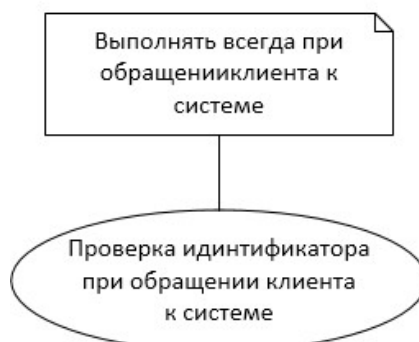 Выполнять всегда при
обращенииклиента к
системе
Проверка идинтификатора
при обращении клиента
к системе